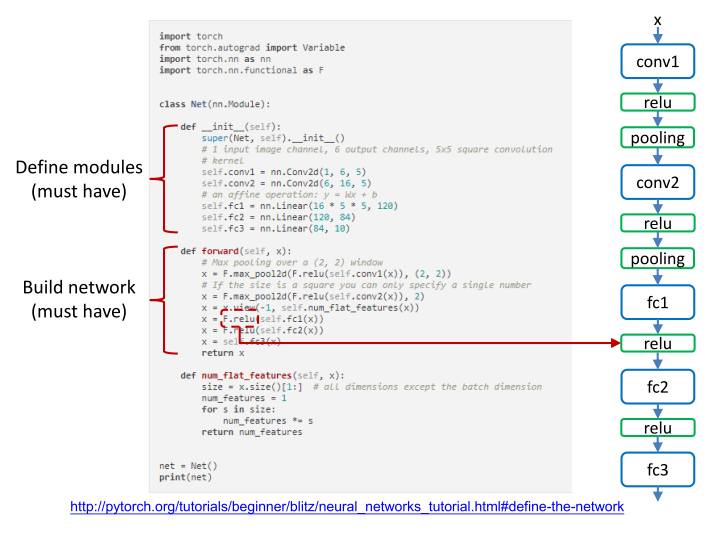 import torch
from torch.autograd import Variable
import torch.nn as nn
import torch.nn.functional as F
class Net(nn.Module):
def __init__(self):
super(Net, self).__init__()
# 1 input image channel, 6 output channels, 5x5 square convolution
# kernel
self.conv1 = nn.Conv2d(1, 6, 5)
self.conv2 = nn.Conv2d(6, 16, 5)
# an affine operation: y = Wx + b
self.fc1 = nn.Linear(16 * 5 * 5, 120)
self.fc2 = nn.Linear(120, 84)
self.fc3 = nn.Linear(84, 10)
def forward(self, x):
# Max pooling over a (2, 2) window
x = F.max_pool2d(F.relu(self.conv1(x)), (2, 2))
# If the size is a square you can only specify a single number
x = F.max_pool2d(F.relu(self.conv2(x)), 2)
x = x.view(-1, self.num_flat_features(x))
x = F.relu(self.fc1(x))
x = F.relu(self.fc2(x))
x = self.fc3(x)
return x
def num_flat_features(self, x):
size = x.size()[1:]  # all dimensions except the batch dimension
num_features = 1
for s in size:
num_features *= s
return num_features
net = Net()
print(net)
Define modules
(must have)
Build network
(must have)
x
conv1
relu
pooling
conv2
relu
pooling
fc1
relu
fc2
relu
fc3
http://pytorch.org/tutorials/beginner/blitz/neural_networks_tutorial.html#define-the-network